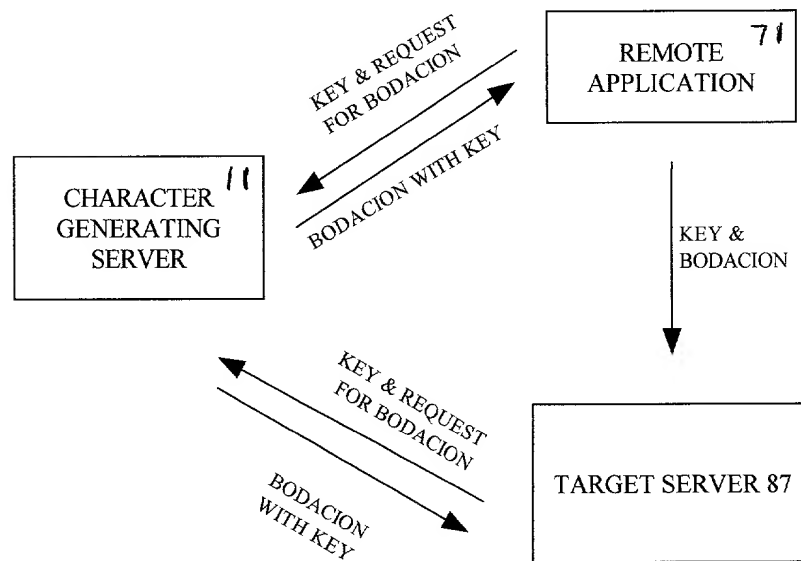 KEY & REQUEST
FOR BODACION
BODACION WITH KEY
REMOTE 71
APPLICATION
CHARACTER 11
GENERATING
SERVER
KEY &
BODACION
KEY & REQUEST
FOR BODACION
BODACION
WITH KEY
TARGET SERVER 87